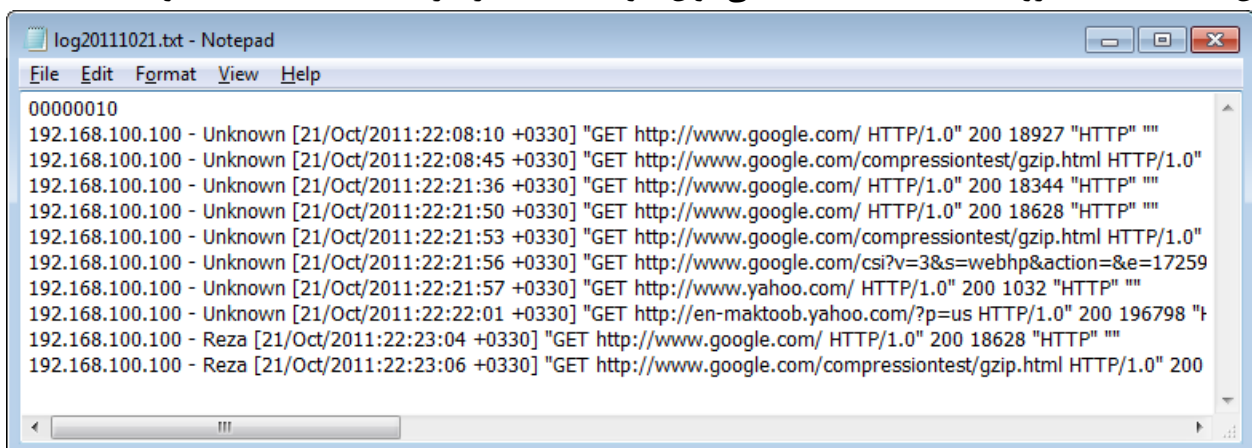 log20111021.txt - Notepad
File Edit Format View Help
00000010
192.168.100.100 - Unknown [21/Oct/2011:22:08:10 +0330] "GET http://www.google.com/ HTTP/1.0" 200 18927 "HTTP" ""
192.168.100.100 - Unknown [21/Oct/2011:22:08:45 +0330] "GET http://www.google.com/compressiontest/gzip.html HTTP/1.0"
192.168.100.100 - Unknown [21/Oct/2011:22:21:36 +0330] "GET http://www.google.com/ HTTP/1.0" 200 18344 "HTTP" ""
192.168.100.100 - Unknown [21/Oct/2011:22:21:50 +0330] "GET http://www.google.com/ HTTP/1.0" 200 18628 "HTTP" ""
192.168.100.100 - Unknown [21/Oct/2011:22:21:53 +0330] "GET http://www.google.com/compressiontest/gzip.html HTTP/1.0"
192.168.100.100 - Unknown [21/Oct/2011:22:21:56 +0330] "GET http://www.google.com/csi?v=3&s=webhp&action=&e=17259
192.168.100.100 - Unknown [21/Oct/2011:22:21:57 +0330] "GET http://www.yahoo.com/ HTTP/1.0" 200 1032 "HTTP" ""
192.168.100.100 - Unknown [21/Oct/2011:22:22:01 +0330] "GET http://en-maktoob.yahoo.com/?p=us HTTP/1.0" 200 196798
192.168.100.100 - Reza [21/Oct/2011:22:23:04 +0330] "GET http://www.google.com/ HTTP/1.0" 200 18628 "HTTP" ""
192.168.100.100 - Reza [21/Oct/2011:22:23:06 +0330] "GET http://www.google.com/compressiontest/gzip.html HTTP/1.0" 200